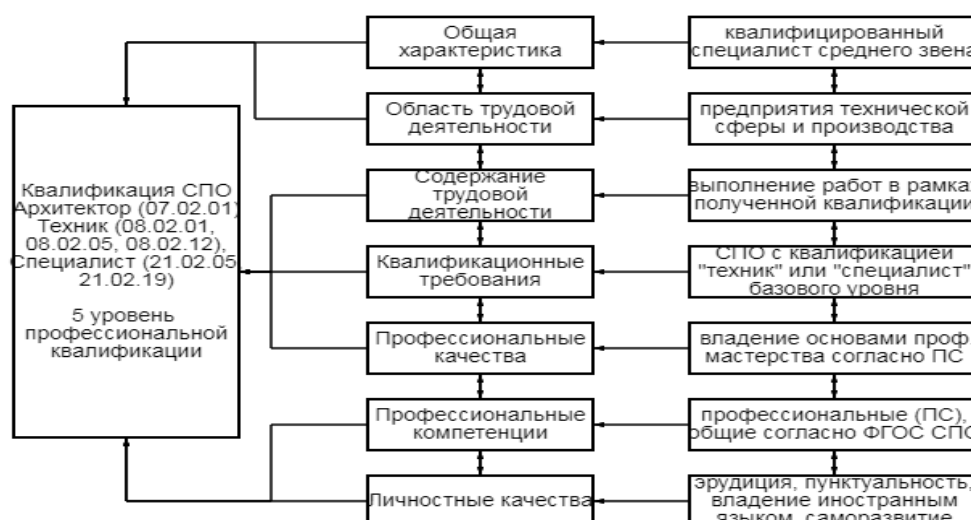 Квалификация СПО
Архитектор (07.02.01)
Техник (08.02.01,
08.02.05, 08.02.12),
Специалист (21.02.05
21.02.19)
5 уровень
профессиональной
квалификации
Общая
характеристика
Область трудовой
деятельности
Содержание
трудовой
деятельности
Квалификационные
требования
Профессиональные
качества
Профессиональные
компетенции
Личностные качества
квалифицированный
специалист среднего звена
предприятия технической
сферы и производства
выполнение работ в рамках
полученной квалификации
СПО с квалификацией
"техник" или "специалист"
базового уровня
владение основами проф.
мастерства согласно ПС
профессиональные (ПС),
общие согласно ФГОС СПО
эрудиция, пунктуальность,
владение иностранным
языком, саморазвитие